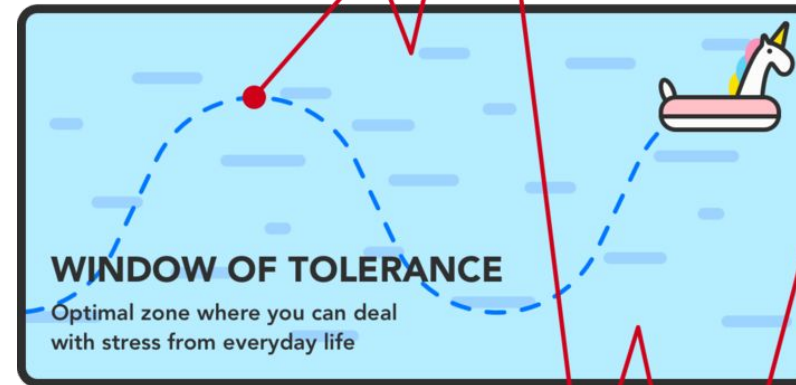 WINDOW OF TOLERANCE
Optimal zone where you can deal
with stress from everyday life